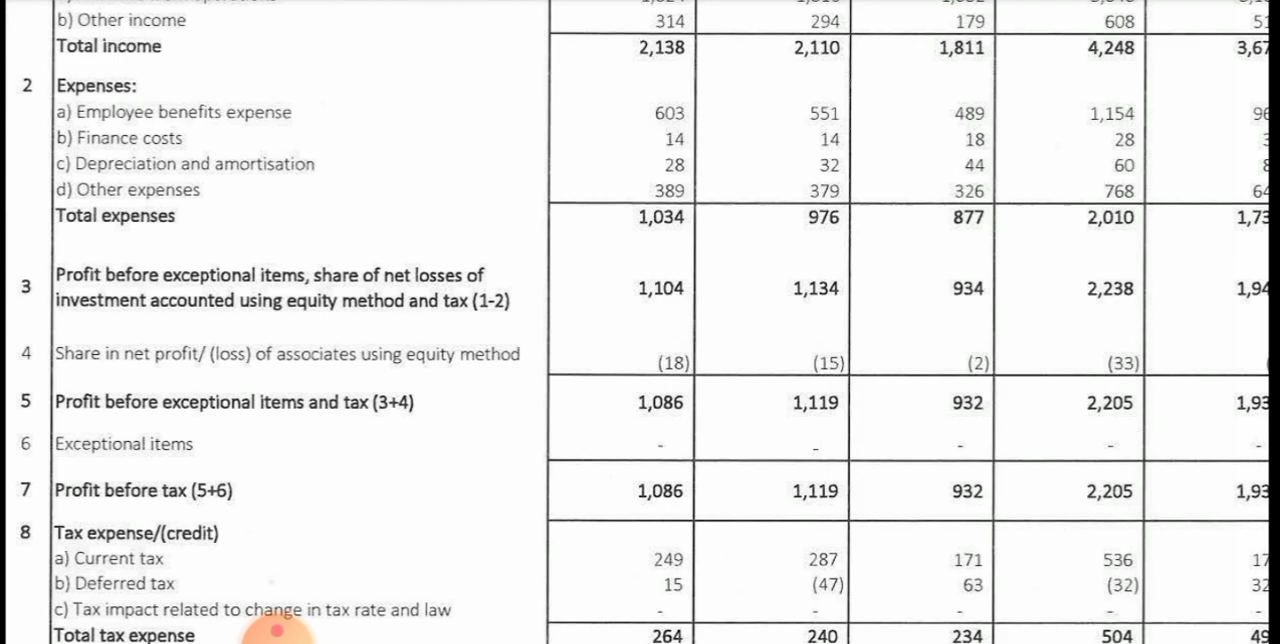 b) Other income 314 294 179 608
Total income 2,138 2,110 1,811 4,248
2 Expenses:
a) Employee benefits expense 603 551 489 1,154
b) Finance costs 14 14 18 28
c) Depreciation and amortisation 28 32 44 60
d) Other expenses 389 379 326 768
Total expenses 1,034 976 877 2,010
3 Profit before exceptional items, share of net losses of
investment accounted using equity method and tax (1-2) 1,104 1,134 934 2,238
4 Share in net profit/ (loss) of associates using equity method (18) (15) (2) (33)
5 Profit before exceptional items and tax (3+4) 1,086 1,119 932 2,205
6 Exceptional items - - - - -
7 Profit before tax (5+6) 1,086 1,119 932 2,205
8 Tax expense/(credit)
a) Current tax 249 287 171 536
b) Deferred tax 15 (47) 63 (32)
c) Tax impact related to change in tax rate and law - - - - -
Total tax expense 264 240 234 504